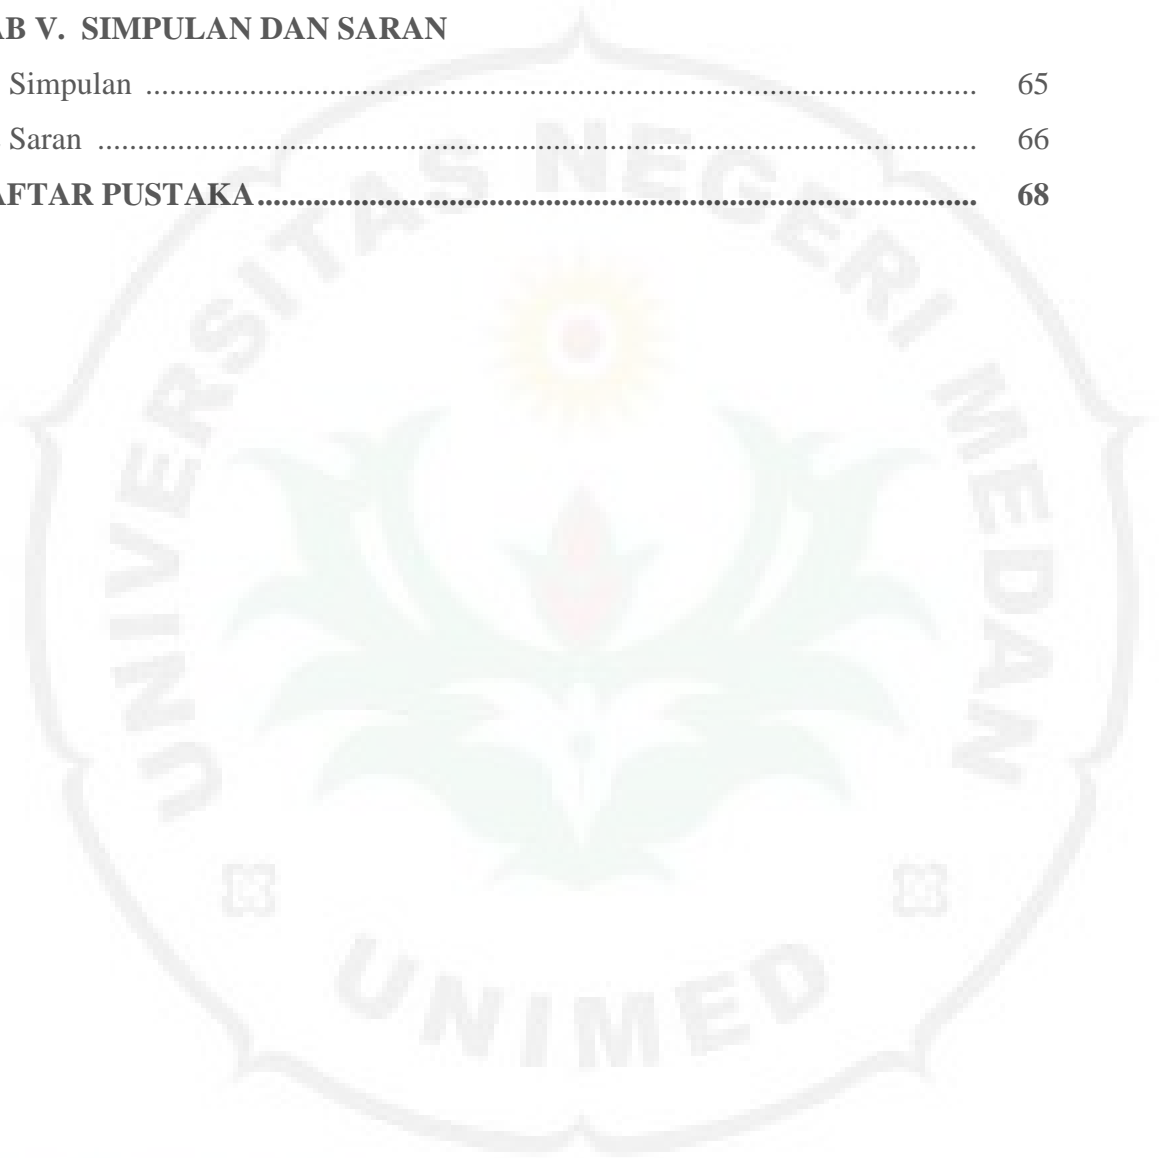 AB V. SIMPULAN DAN SARAN
Simpulan ........................................................................................................ 65
Saran .............................................................................................................. 66
AFTAR PUSTAKA.......................................................................................... 68
UNIVERSITAS NEGERI MEDAN
UNIMED